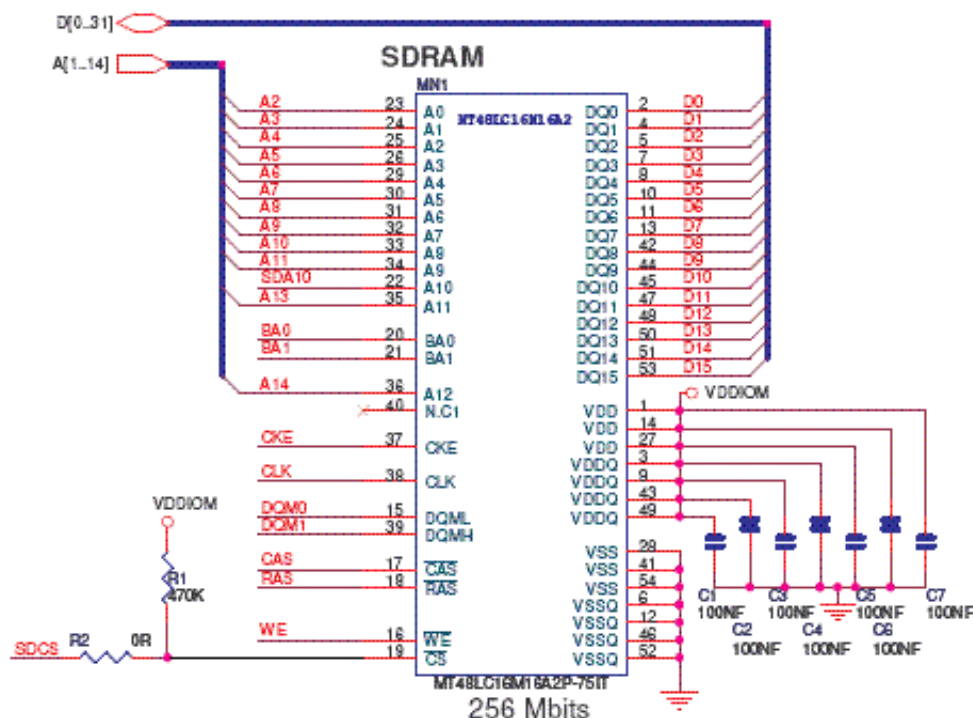 D[0..31]
A[1..14]
SDRAM
MN1
MT48LC16M16A2
A2 23 A0 DQ0 2 D0
A3 24 A1 DQ1 4 D1
A4 25 A2 DQ2 5 D2
A5 26 A3 DQ3 7 D3
A6 29 A4 DQ4 8 D4
A7 30 A5 DQ5 10 D5
A8 31 A6 DQ6 11 D6
A9 32 A7 DQ7 13 D7
A10 33 A8 DQ8 42 D8
A11 34 A9 DQ9 44 D9
SDA10 22 A10 DQ10 45 D10
A13 35 A11 DQ11 47 D11
DQ12 48 D12
BA0 20 BA0 DQ13 50 D13
BA1 21 BA1 DQ14 51 D14
DQ15 53 D15
A14 36 A12
VDDIOM
40 N.C1 VDD 1
VDD 14
CKE 37 CKE VDD 27
VDDQ 3
CLK 38 CLK VDDQ 9
VDDQ 43
DQM0 15 DQML VDDQ 49
DQM1 39 DQMH
VDDIOM
VSS 28
CAS 17 CAS VSS 41
RAS 18 RAS VSS 54
VSSQ 6
VSSQ 12
WE 16 WE VSSQ 46
19 CS VSSQ 52
R1
470K
SDCS R2 0R
C1 C3 C5 C7
100NF 100NF 100NF 100NF
C2 C4 C6
100NF 100NF 100NF
MT48LC16M16A2P-75IT
256 Mbits